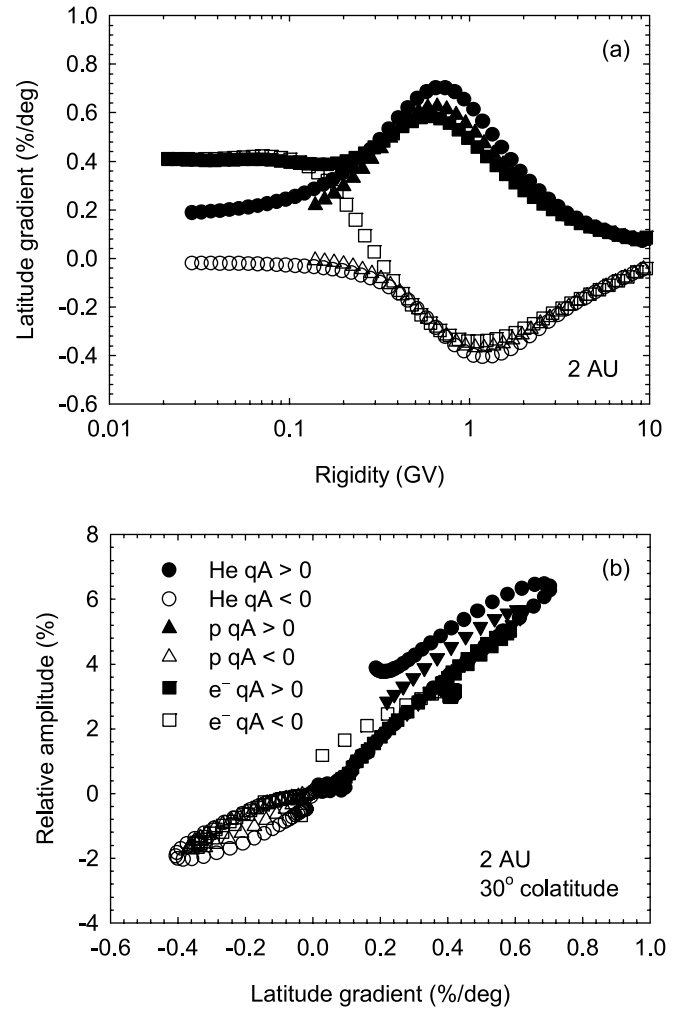 (a)
1.0
0.8
0.6
0.4
0.2
0.0
-0.2
-0.4
-0.6
Latitude gradient (%/deg)
2 AU
0.01 0.1 1 10
Rigidity (GV)
(b)
8
6
4
2
0
-2
-4
Relative amplitude (%)
He qA > 0
He qA < 0
p qA > 0
p qA < 0
e⁻ qA > 0
e⁻ qA < 0
2 AU
30° colatitude
-0.6 -0.4 -0.2 0.0 0.2 0.4 0.6 0.8 1.0
Latitude gradient (%/deg)